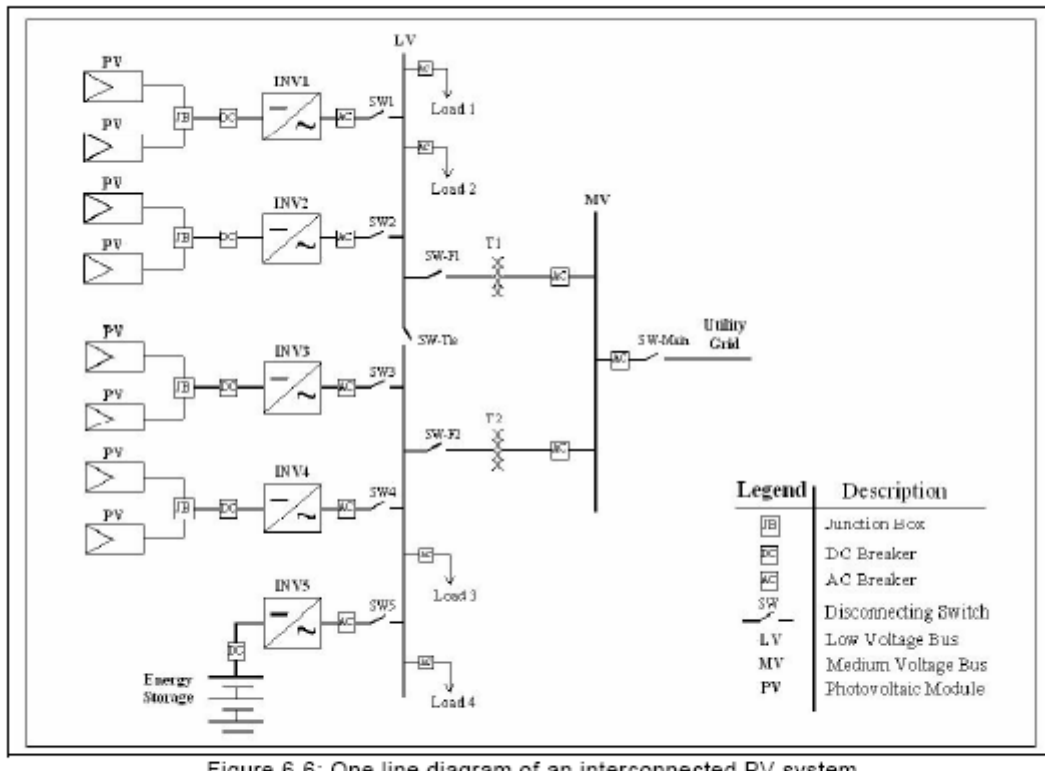 LV
PV
INV1
AC
SW1
Load 1
JB
DC
AC
PV
AC
Load 2
PV
INV2
MV
SW2
JB
DC
AC
PV
SW-F1
T1
AC
SW-Tie
PV
INV3
SW-Main
Utility
Grid
SW3
AC
JB
DC
AC
PV
T2
SW-F2
AC
PV
INV4
SW4
JB
DC
AC
PV
AC
Load 3
INV5
SW5
AC
DC
AC
Load 4
Energy
Storage
Legend Description
JB Junction Box
DC DC Breaker
AC AC Breaker
SW Disconnecting Switch
LV Low Voltage Bus
MV Medium Voltage Bus
PV Photovoltaic Module
Figure 6.6: One line diagram of an interconnected PV system